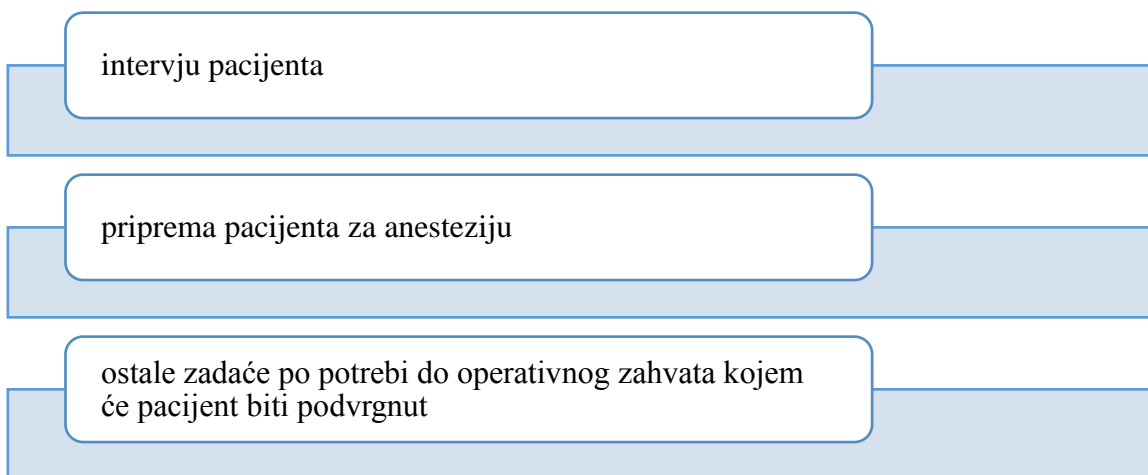 intervju pacijenta
priprema pacijenta za anesteziju
ostale zadaće po potrebi do operativnog zahvata kojem
će pacijent biti podvrgnut